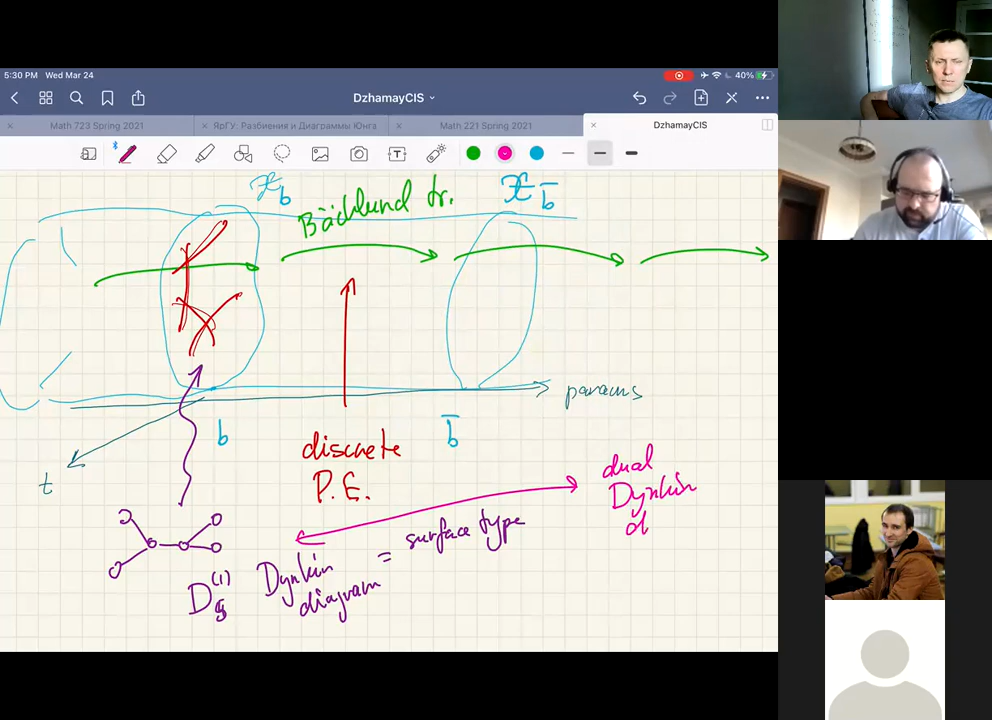 5:30 PM Wed Mar 24
40%
DzhamayCIS
Math 723 Spring 2021
ЯрГУ: Разбиения и Диаграммы Юнга
Math 221 Spring 2021
DzhamayCIS
T
𝒳b
Bäcklund tr.
𝒳b̄
params
b
b̄
t
discrete
P.E.
dual
Dynkin
d
surface type
=
Dynkin
diagram
D5(1)